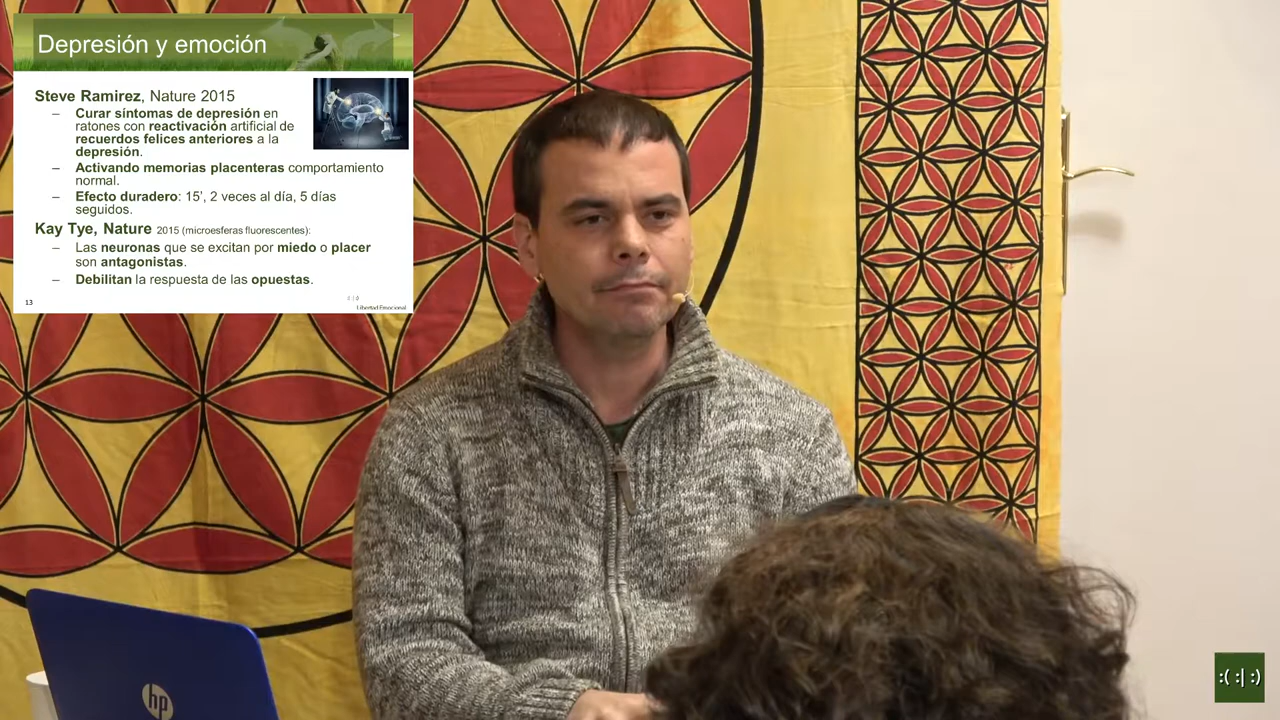 Depresión y emoción
Steve Ramirez, Nature 2015
– Curar síntomas de depresión en
ratones con reactivación artificial de
recuerdos felices anteriores a la
depresión.
– Activando memorias placenteras comportamiento
normal.
– Efecto duradero: 15', 2 veces al día, 5 días
seguidos.
Kay Tye, Nature 2015 (microesferas fluorescentes):
– Las neuronas que se excitan por miedo o placer
son antagonistas.
– Debilitan la respuesta de las opuestas.
13
Libertad Emocional
hp
:( :| :)